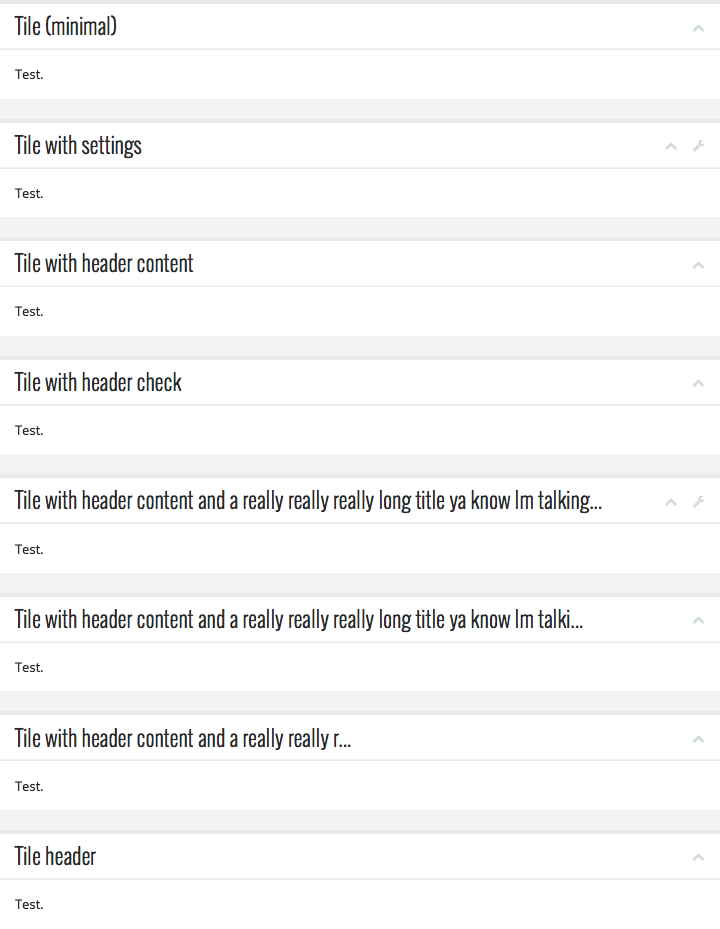 Tile (minimal)
Test.
Tile with settings
Test.
Tile with header content
Test.
Tile with header check
Test.
Tile with header content and a really really really long title ya know Im talking...
Test.
Tile with header content and a really really really long title ya know Im talki...
Test.
Tile with header content and a really really r...
Test.
Tile header
Test.